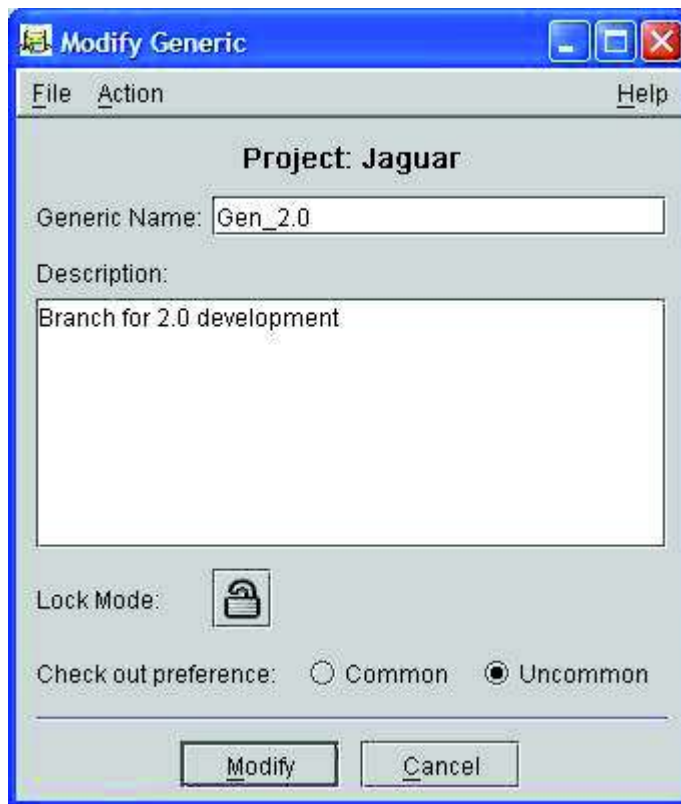 Modify Generic
File Action Help
Project: Jaguar
Generic Name: Gen_2.0
Description:
Branch for 2.0 development
Lock Mode:
Check out preference: Common Uncommon
Modify Cancel